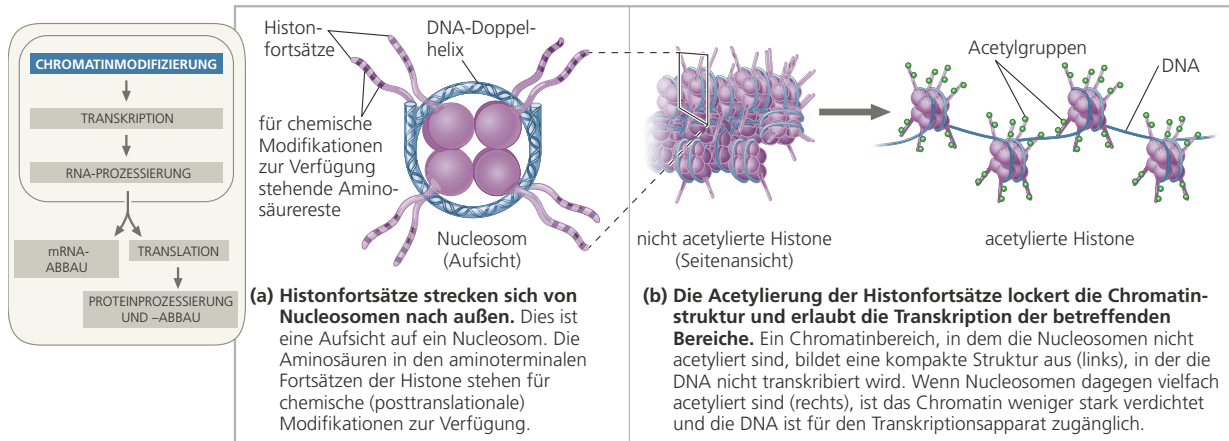 CHROMATINMODIFIZIERUNG
TRANSKRIPTION
RNA-PROZESSIERUNG
mRNA-
ABBAU
TRANSLATION
PROTEINPROZESSIERUNG
UND –ABBAU
Histon-
fortsätze
DNA-Doppel-
helix
für chemische
Modifikationen
zur Verfügung
stehende Amino-
säurereste
Nucleosom
(Aufsicht)
(a) Histonfortsätze strecken sich von
Nucleosomen nach außen. Dies ist
eine Aufsicht auf ein Nucleosom. Die
Aminosäuren in den aminoterminalen
Fortsätzen der Histone stehen für
chemische (posttranslationale)
Modifikationen zur Verfügung.
Acetylgruppen
DNA
nicht acetylierte Histone
(Seitenansicht)
acetylierte Histone
(b) Die Acetylierung der Histonfortsätze lockert die Chromatin-
struktur und erlaubt die Transkription der betreffenden
Bereiche. Ein Chromatinbereich, in dem die Nucleosomen nicht
acetyliert sind, bildet eine kompakte Struktur aus (links), in der die
DNA nicht transkribiert wird. Wenn Nucleosomen dagegen vielfach
acetyliert sind (rechts), ist das Chromatin weniger stark verdichtet
und die DNA ist für den Transkriptionsapparat zugänglich.